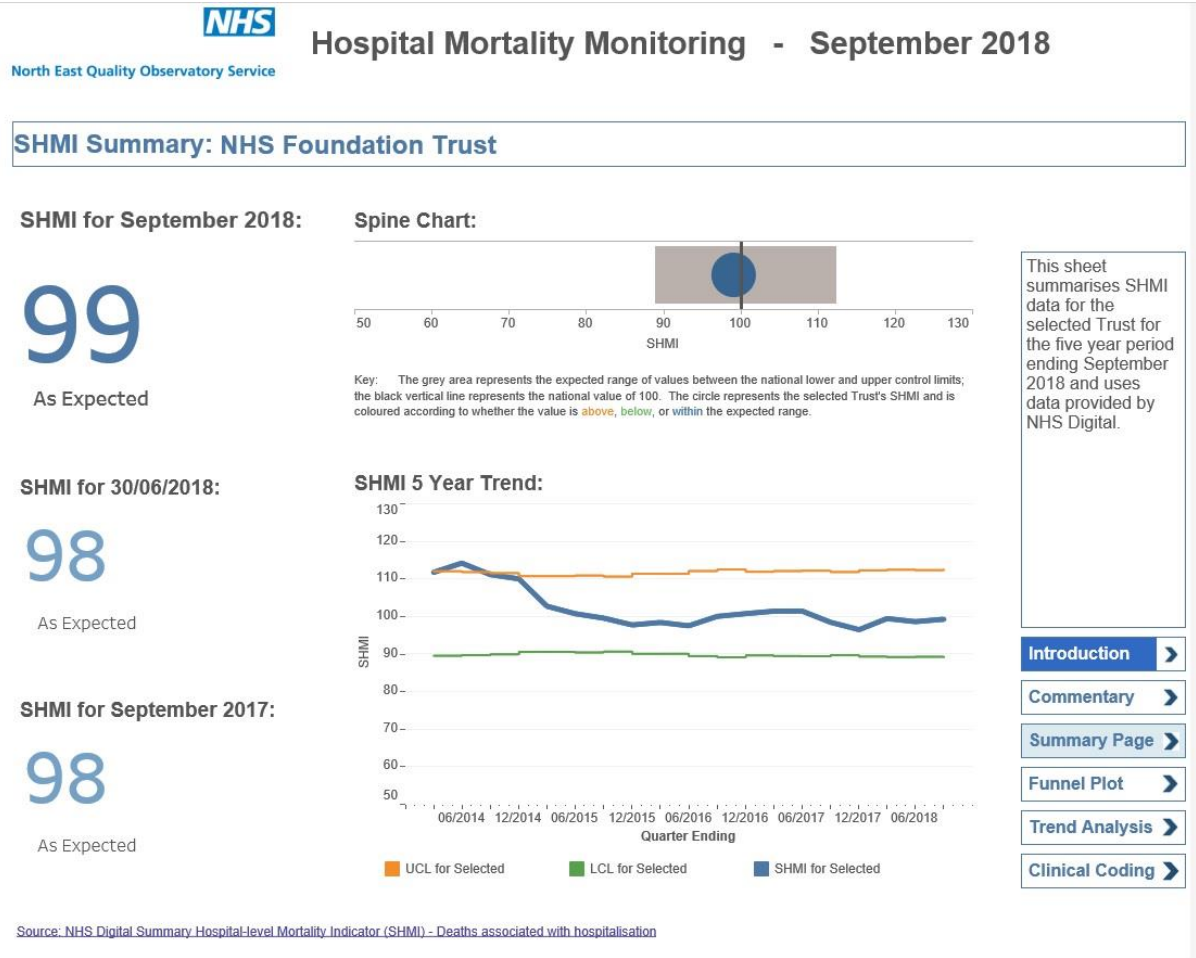 NHS
North East Quality Observatory Service
Hospital Mortality Monitoring - September 2018
SHMI Summary: NHS Foundation Trust
SHMI for September 2018:
99
As Expected
Spine Chart:
50 60 70 80 90 100 110 120 130
SHMI
Key: The grey area represents the expected range of values between the national lower and upper control limits;
the black vertical line represents the national value of 100. The circle represents the selected Trust's SHMI and is
coloured according to whether the value is above, below, or within the expected range.
This sheet
summarises SHMI
data for the
selected Trust for
the five year period
ending September
2018 and uses
data provided by
NHS Digital.
SHMI for 30/06/2018:
98
As Expected
SHMI for September 2017:
98
As Expected
SHMI 5 Year Trend:
130
120
110
100
90
80
70
60
50
SHMI
06/2014 12/2014 06/2015 12/2015 06/2016 12/2016 06/2017 12/2017 06/2018
Quarter Ending
UCL for Selected LCL for Selected SHMI for Selected
Introduction
Commentary
Summary Page
Funnel Plot
Trend Analysis
Clinical Coding
Source: NHS Digital Summary Hospital-level Mortality Indicator (SHMI) - Deaths associated with hospitalisation